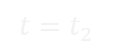 t = t₂